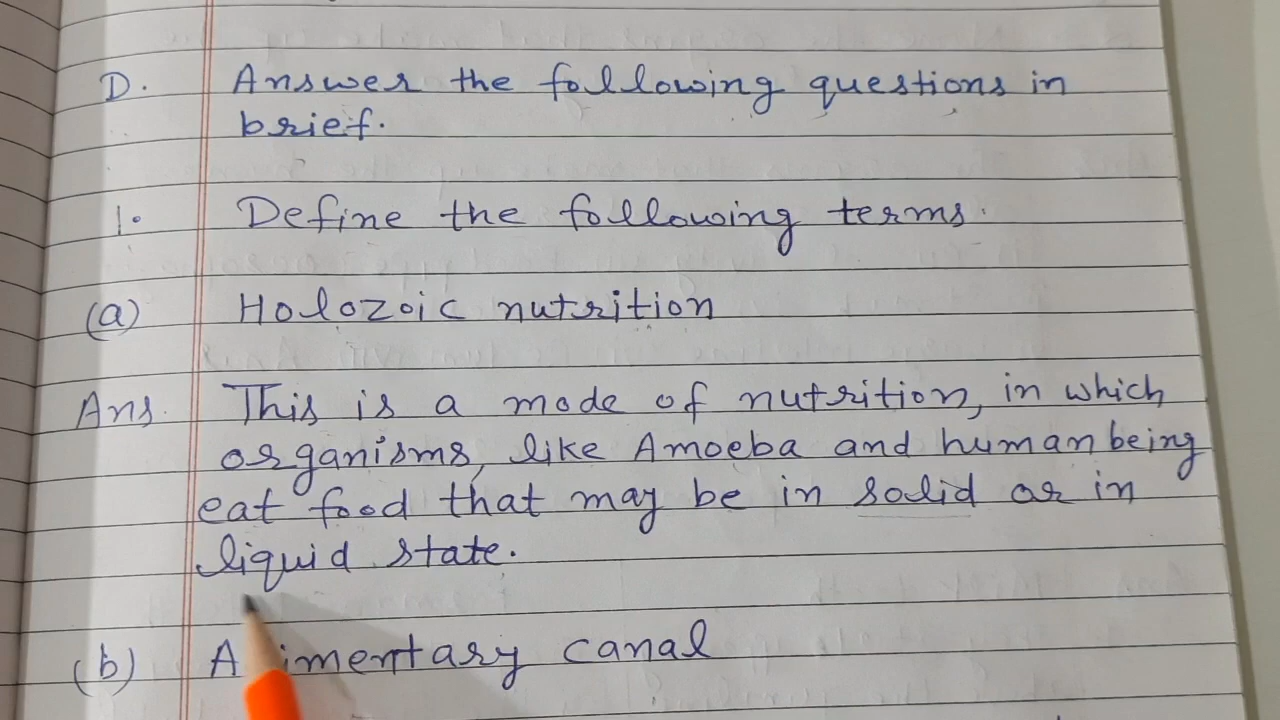 D. Answer the following questions in
brief.
1. Define the following terms.
(a) Holozoic nutrition
Ans. This is a mode of nutrition, in which
organisms, like Amoeba and human being
eat food that may be in solid or in
liquid state.
(b) Alimentary canal